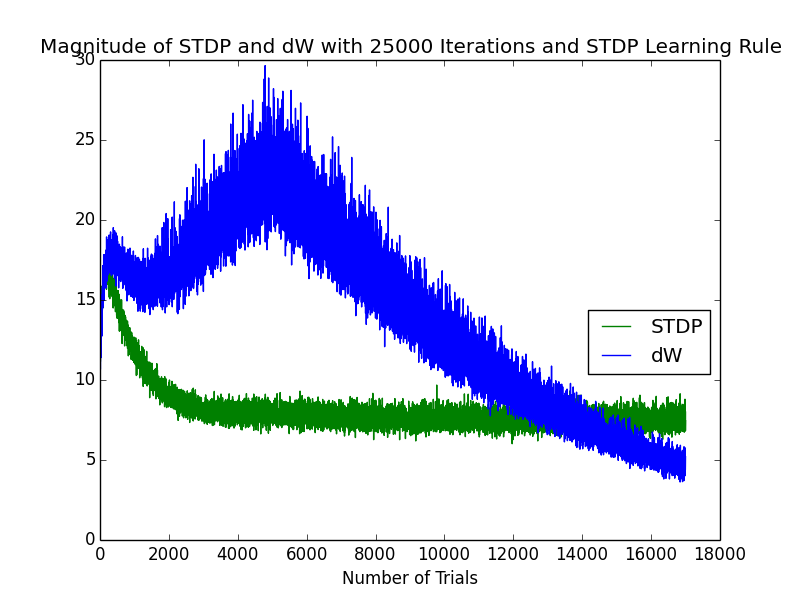 Magnitude of STDP and dW with 25000 Iterations and STDP Learning Rule
30
25
20
15
10
5
0
STDP
dW
0 2000 4000 6000 8000 10000 12000 14000 16000 18000
Number of Trials